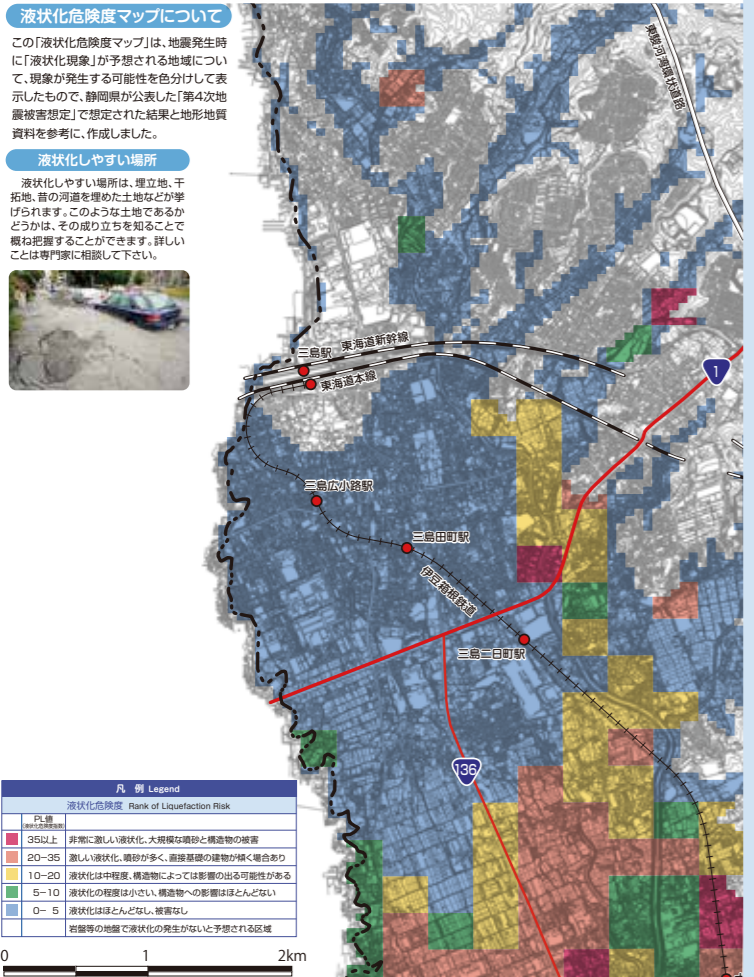 液状化危険度マップについて
この「液状化危険度マップ」は、地震発生時
に「液状化現象」が予想される地域につい
て、現象が発生する可能性を色分けして表
示したもので、静岡県が公表した「第4次地
震被害想定」で想定された結果と地形地質
資料を参考に、作成しました。
液状化しやすい場所
液状化しやすい場所は、埋立地、干
拓地、昔の河道を埋めた土地などが挙
げられます。このような土地であるか
どうかは、その成り立ちを知ることで
概ね把握することができます。詳しい
ことは専門家に相談して下さい。
東駿河湾環状道路
東海道新幹線
三島駅
東海道本線
1
三島広小路駅
三島田町駅
伊豆箱根鉄道
三島二日町駅
136
凡 例 Legend
液状化危険度 Rank of Liquefaction Risk
PL値
(液状化危険度指数)
35以上 非常に激しい液状化、大規模な噴砂と構造物の被害
20−35 激しい液状化、噴砂が多く、直接基礎の建物が傾く場合あり
10−20 液状化は中程度、構造物によっては影響の出る可能性がある
5−10 液状化の程度は小さい、構造物への影響はほとんどない
0− 5 液状化はほとんどなし、被害なし
岩盤等の地盤で液状化の発生がないと予想される区域
0 1 2km